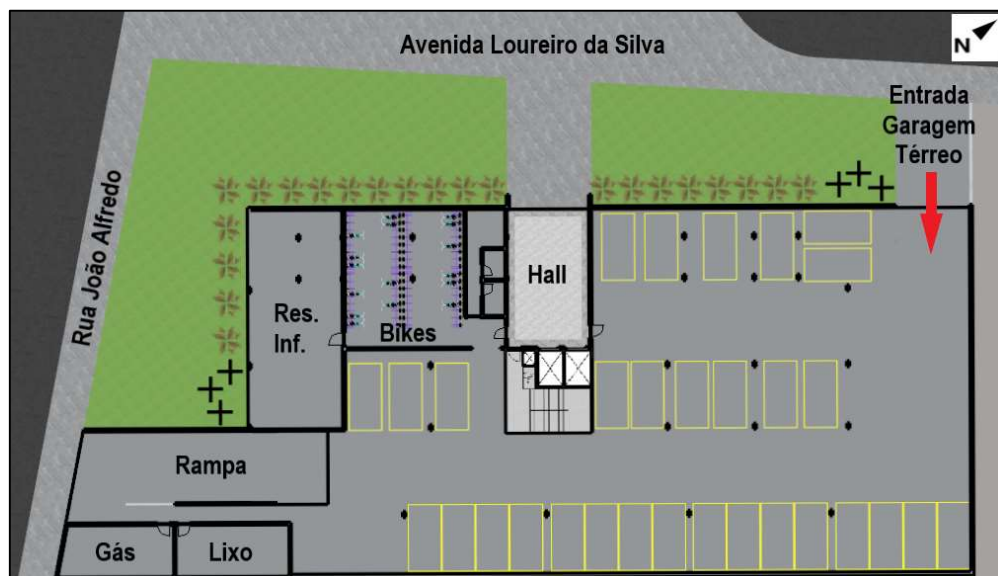 Avenida Loureiro da Silva
N
Entrada
Garagem
Térreo
Rua João Alfredo
Hall
Res.
Inf.
Bikes
Rampa
Gás
Lixo